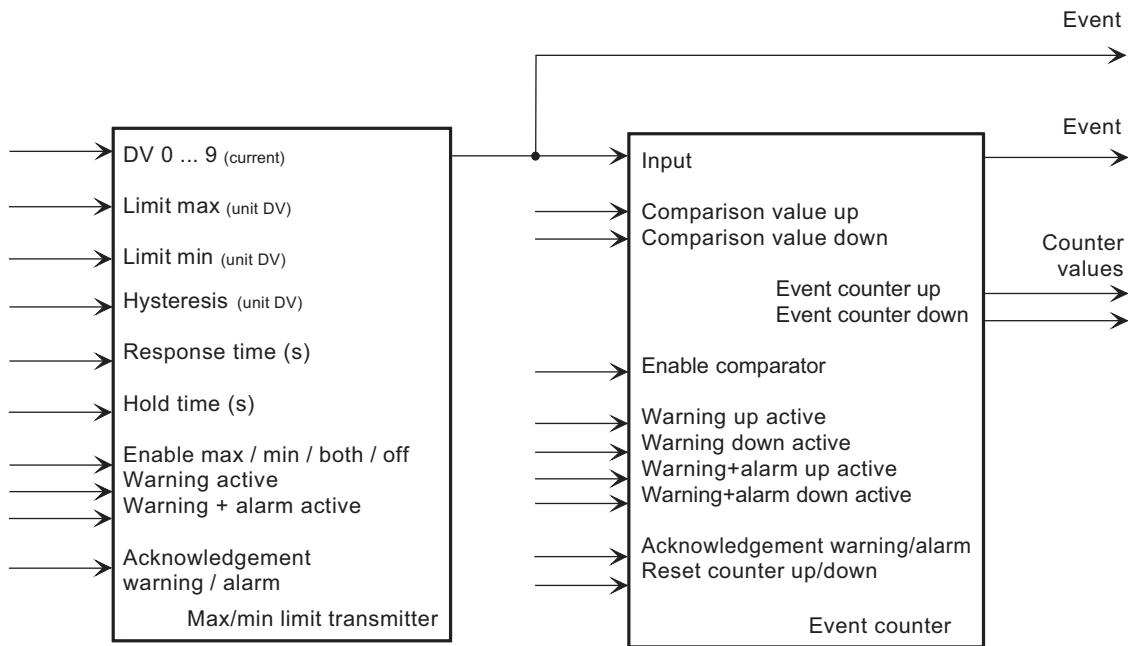 Event
Event
DV 0 ... 9 (current)
Limit max (unit DV)
Limit min (unit DV)
Hysteresis (unit DV)
Response time (s)
Hold time (s)
Enable max / min / both / off
Warning active
Warning + alarm active
Acknowledgement
warning / alarm
Max/min limit transmitter
Input
Comparison value up
Comparison value down
Event counter up
Event counter down
Enable comparator
Warning up active
Warning down active
Warning+alarm up active
Warning+alarm down active
Acknowledgement warning/alarm
Reset counter up/down
Event counter
Counter
values